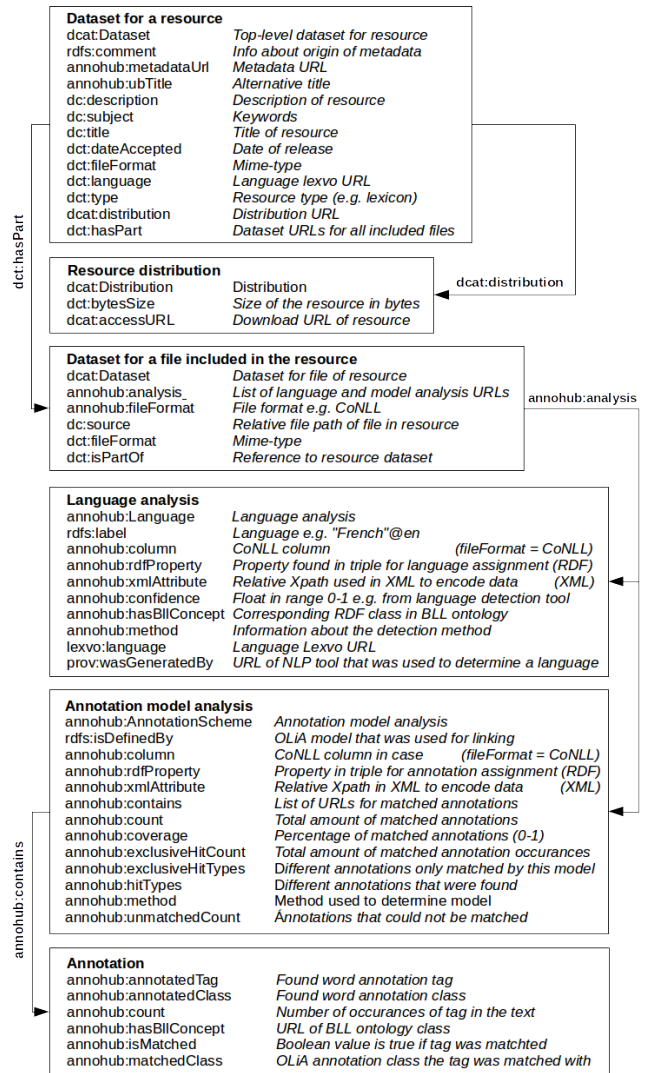 Dataset for a resource
dcat:Dataset Top-level dataset for resource
rdfs:comment Info about origin of metadata
annohub:metadataUrl Metadata URL
annohub:ubTitle Alternative title
dc:description Description of resource
dc:subject Keywords
dc:title Title of resource
dct:dateAccepted Date of release
dct:fileFormat Mime-type
dct:language Language lexvo URL
dct:type Resource type (e.g. lexicon)
dcat:distribution Distribution URL
dct:hasPart Dataset URLs for all included files
dct:hasPart
Resource distribution
dcat:Distribution Distribution
dct:bytesSize Size of the resource in bytes
dcat:accessURL Download URL of resource
dcat:distribution
Dataset for a file included in the resource
dcat:Dataset Dataset for file of resource
annohub:analysis_ List of language and model analysis URLs
annohub:fileFormat File format e.g. CoNLL
dc:source Relative file path of file in resource
dct:fileFormat Mime-type
dct:isPartOf Reference to resource dataset
annohub:analysis
Language analysis
annohub:Language Language analysis
rdfs:label Language e.g. "French"@en
annohub:column CoNLL column (fileFormat = CoNLL)
annohub:rdfProperty Property found in triple for language assignment (RDF)
annohub:xmlAttribute Relative Xpath used in XML to encode data (XML)
annohub:confidence Float in range 0-1 e.g. from language detection tool
annohub:hasBllConcept Corresponding RDF class in BLL ontology
annohub:method Information about the detection method
lexvo:language Language Lexvo URL
prov:wasGeneratedBy URL of NLP tool that was used to determine a language
Annotation model analysis
annohub:AnnotationScheme Annotation model analysis
rdfs:isDefinedBy OLiA model that was used for linking
annohub:column CoNLL column in case (fileFormat = CoNLL)
annohub:rdfProperty Property in triple for annotation assignment (RDF)
annohub:xmlAttribute Relative Xpath in XML to encode data (XML)
annohub:contains List of URLs for matched annotations
annohub:count Total amount of matched annotations
annohub:coverage Percentage of matched annotations (0-1)
annohub:exclusiveHitCount Total amount of matched annotation occurances
annohub:exclusiveHitTypes Different annotations only matched by this model
annohub:hitTypes Different annotations that were found
annohub:method Method used to determine model
annohub:unmatchedCount Ánnotations that could not be matched
annohub:contains
Annotation
annohub:annotatedTag Found word annotation tag
annohub:annotatedClass Found word annotation class
annohub:count Number of occurances of tag in the text
annohub:hasBllConcept URL of BLL ontology class
annohub:isMatched Boolean value is true if tag was matchted
annohub:matchedClass OLiA annotation class the tag was matched with